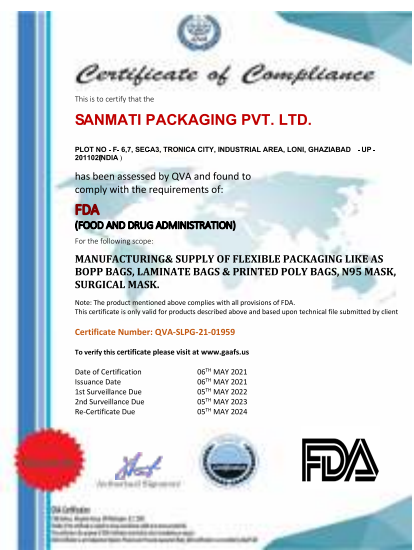 Certificate of Compliance
This is to certify that the
SANMATI PACKAGING PVT. LTD.
PLOT NO - F- 6,7, SECA3, TRONICA CITY, INDUSTRIAL AREA, LONI, GHAZIABAD - UP -
201102(INDIA )
has been assessed by QVA and found to
comply with the requirements of:
FDA
(FOOD AND DRUG ADMINISTRATION)
For the following scope:
MANUFACTURING& SUPPLY OF FLEXIBLE PACKAGING LIKE AS
BOPP BAGS, LAMINATE BAGS & PRINTED POLY BAGS, N95 MASK,
SURGICAL MASK.
Note: The product mentioned above complies with all provisions of FDA.
This certificate is only valid for products described above and based upon technical file submitted by client
Certificate Number: QVA-SLPG-21-01959
To verify this certificate please visit at www.gaafs.us
Date of Certification 06TH MAY 2021
Issuance Date 06TH MAY 2021
1st Surveillance Due 05TH MAY 2022
2nd Surveillance Due 05TH MAY 2023
Re-Certificate Due 05TH MAY 2024
Authorised Signatory
FDA
QVA Certification